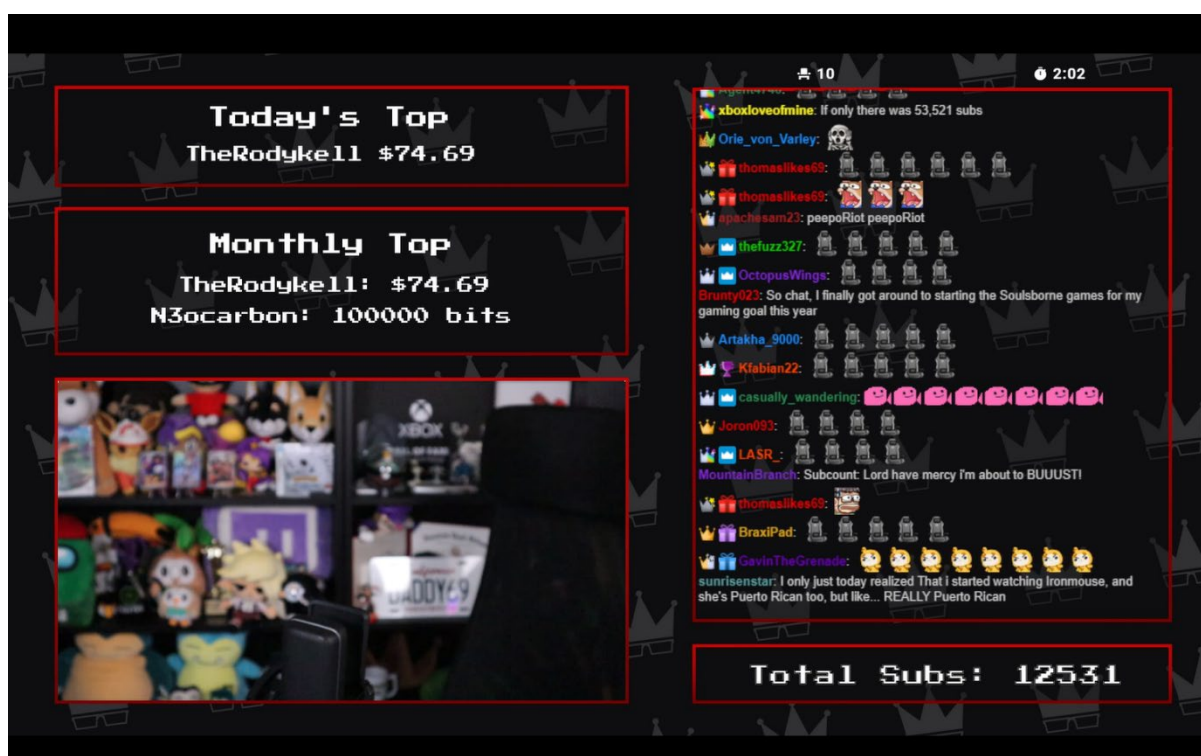 Today's Top
TheRodykell $74.69
Monthly Top
TheRodykell: $74.69
N3ocarbon: 100000 bits
XBOX
DADDY69
10
2:02
xboxloveofmine: If only there was 53,521 subs
Orie_von_Varley:
thomaslikes69:
thomaslikes69:
apachesam23: peepoRiot peepoRiot
thefuzz327:
OctopusWings:
Brunty023: So chat, I finally got around to starting the Soulsborne games for my
gaming goal this year
Artakha_9000:
Kfabian22:
casually_wandering:
Joron093:
LASR_:
MountainBranch: Subcount: Lord have mercy i'm about to BUUUST!
thomaslikes69:
BraxiPad:
GavinTheGrenade:
sunrisenstar: I only just today realized That i started watching Ironmouse, and
she's Puerto Rican too, but like... REALLY Puerto Rican
Total Subs: 12531